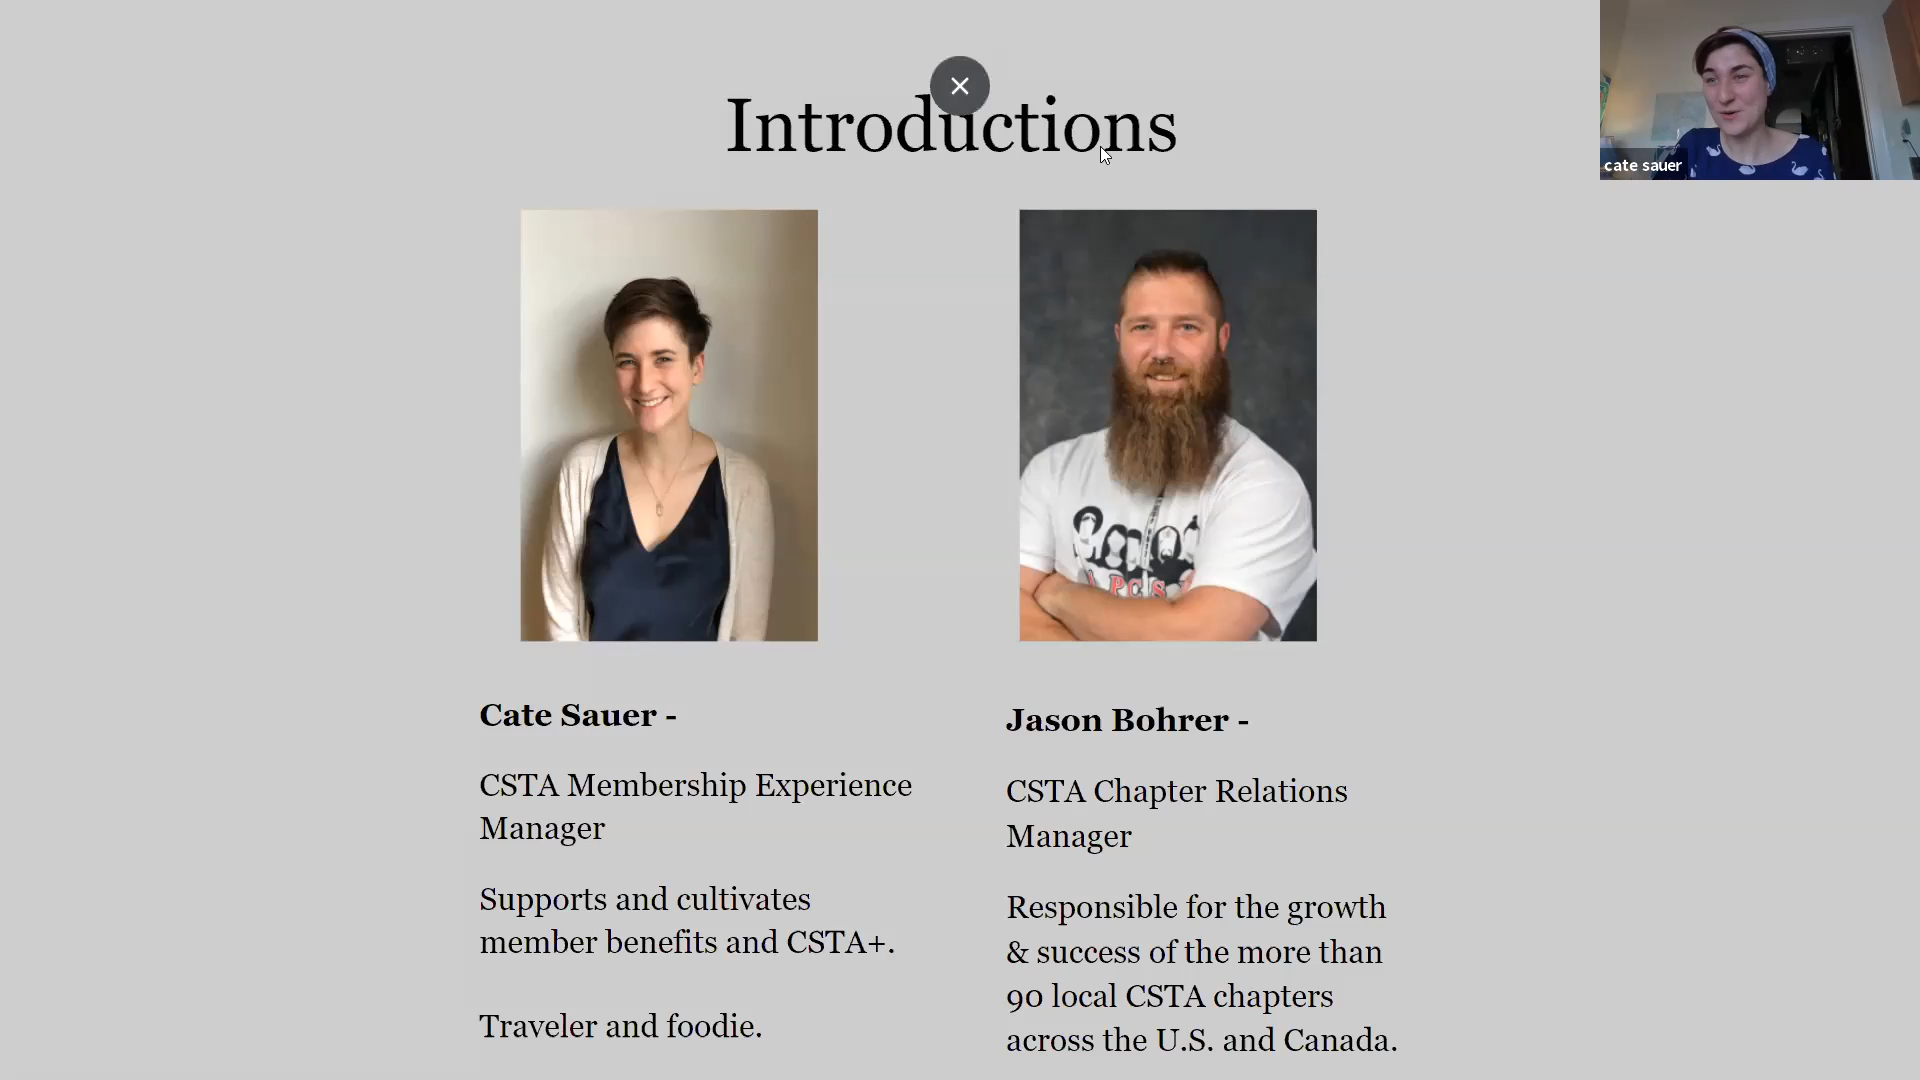 Introductions
cate sauer
Cate Sauer -
CSTA Membership Experience
Manager
Supports and cultivates
member benefits and CSTA+.
Traveler and foodie.
Jason Bohrer -
CSTA Chapter Relations
Manager
Responsible for the growth
& success of the more than
90 local CSTA chapters
across the U.S. and Canada.